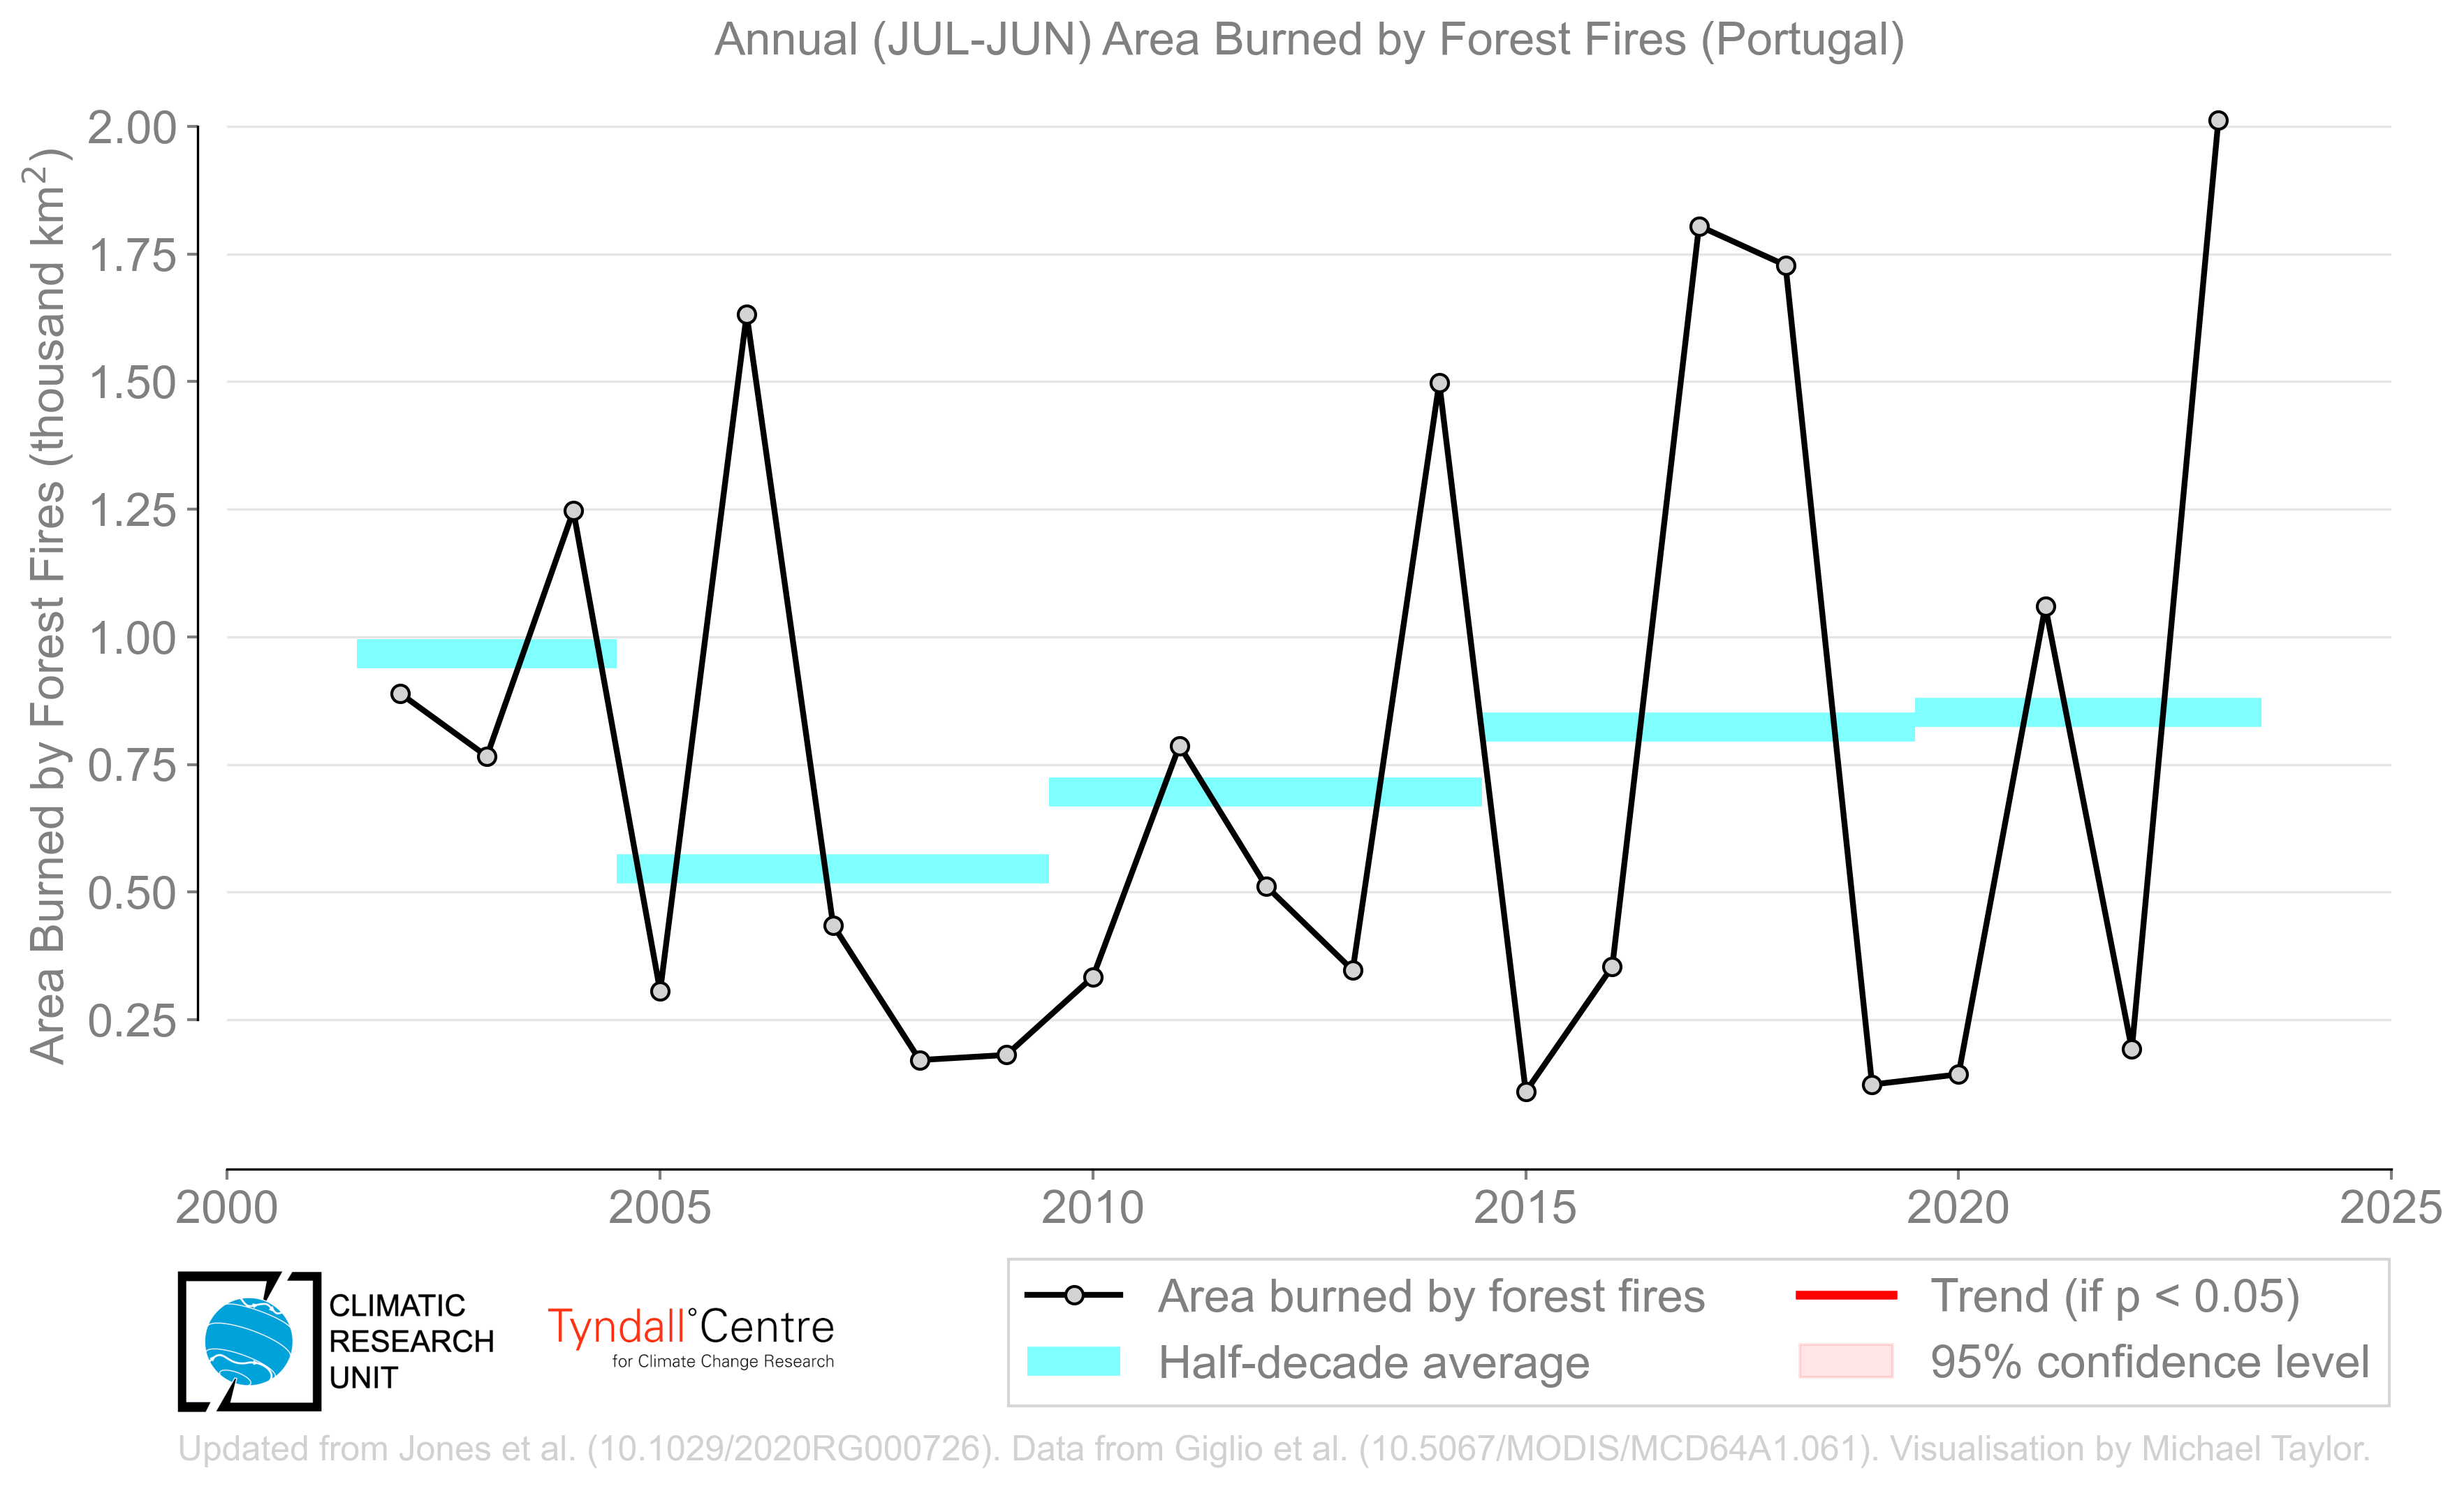 Annual (JUL-JUN) Area Burned by Forest Fires (Portugal)
Area Burned by Forest Fires (thousand km²)
2.00
1.75
1.50
1.25
1.00
0.75
0.50
0.25
2000 2005 2010 2015 2020 2025
CLIMATIC
RESEARCH
UNIT
Tyndall°Centre
for Climate Change Research
Area burned by forest fires
Half-decade average
Trend (if p < 0.05)
95% confidence level
Updated from Jones et al. (10.1029/2020RG000726). Data from Giglio et al. (10.5067/MODIS/MCD64A1.061). Visualisation by Michael Taylor.